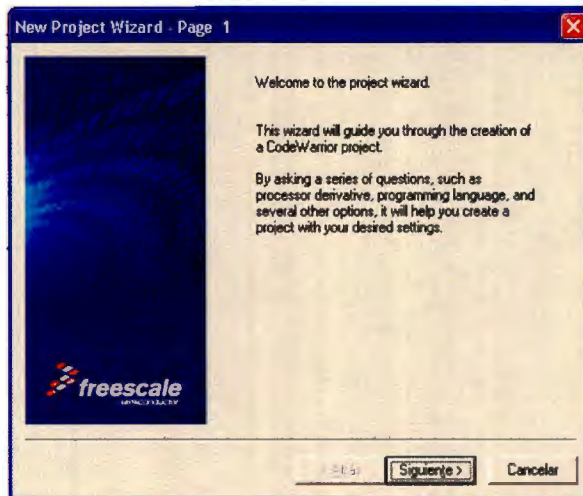 New Project Wizard - Page 1
Welcome to the project wizard.
This wizard will guide you through the creation of
a CodeWarrior project.
By asking a series of questions, such as
processor derivative, programming language, and
several other options, it will help you create a
project with your desired settings.
freescale
semiconductor
Siguiente >
Cancelar